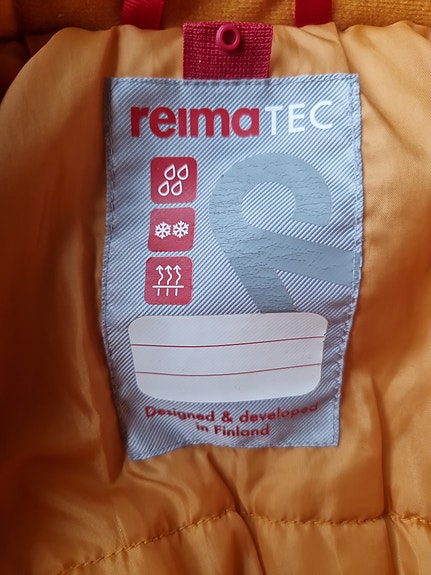 reimaTEC
Designed & developed
in Finland